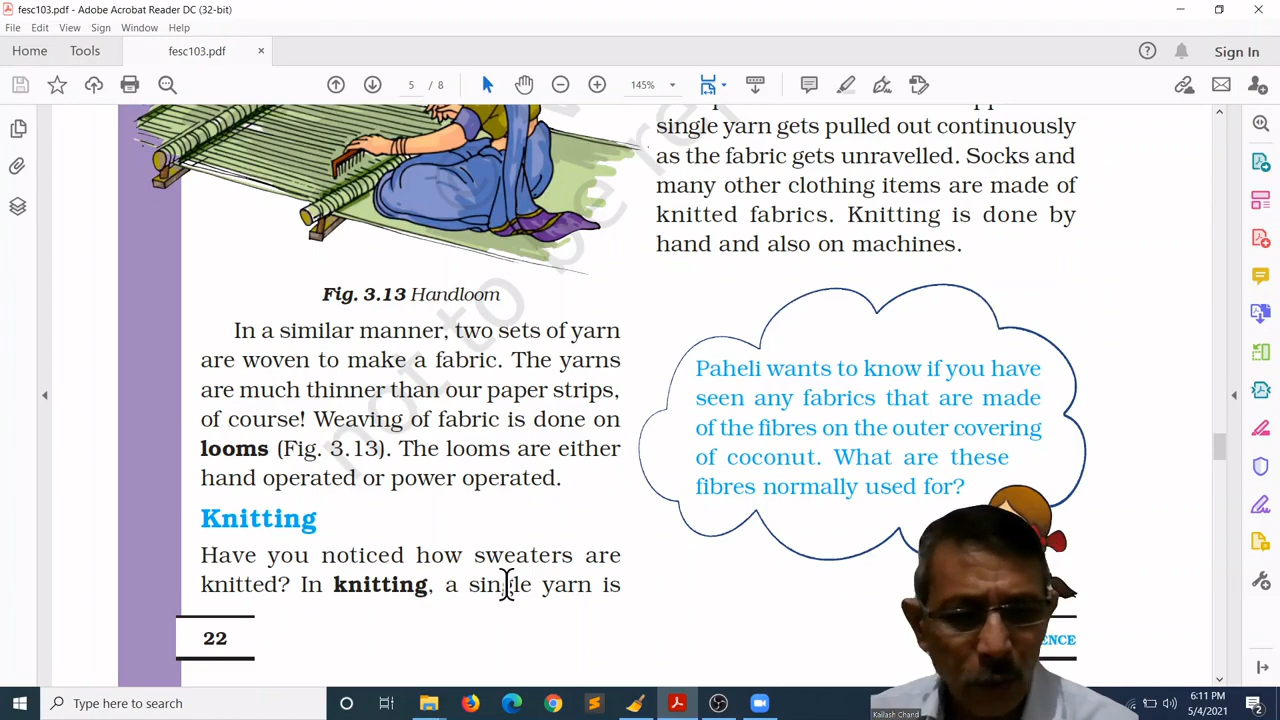 fesc103.pdf - Adobe Acrobat Reader DC (32-bit)
File Edit View Sign Window Help
Home Tools fesc103.pdf × Sign In
5 / 8 145%
Fig. 3.13 Handloom
In a similar manner, two sets of yarn
are woven to make a fabric. The yarns
are much thinner than our paper strips,
of course! Weaving of fabric is done on
looms (Fig. 3.13). The looms are either
hand operated or power operated.
Knitting
Have you noticed how sweaters are
knitted? In knitting, a single yarn is
22
single yarn gets pulled out continuously
as the fabric gets unravelled. Socks and
many other clothing items are made of
knitted fabrics. Knitting is done by
hand and also on machines.
Paheli wants to know if you have
seen any fabrics that are made
of the fibres on the outer covering
of coconut. What are these
fibres normally used for?
ENCE
not to be re
Kailash Chand
Type here to search
6:11 PM
5/4/2021
2